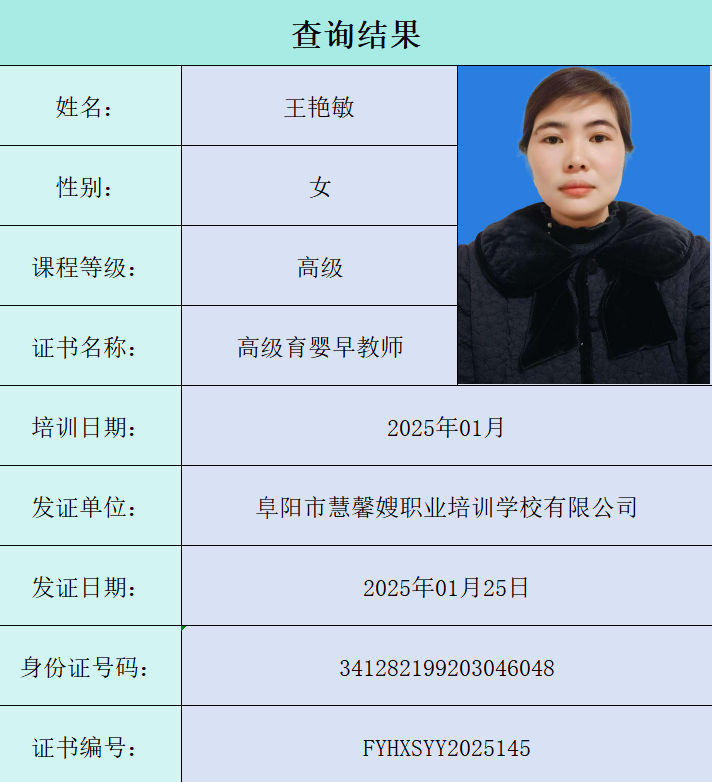 查询结果
姓名： 王艳敏
性别： 女
课程等级： 高级
证书名称： 高级育婴早教师
培训日期： 2025年01月
发证单位： 阜阳市慧馨嫂职业培训学校有限公司
发证日期： 2025年01月25日
身份证号码： 341282199203046048
证书编号： FYHXSYY2025145